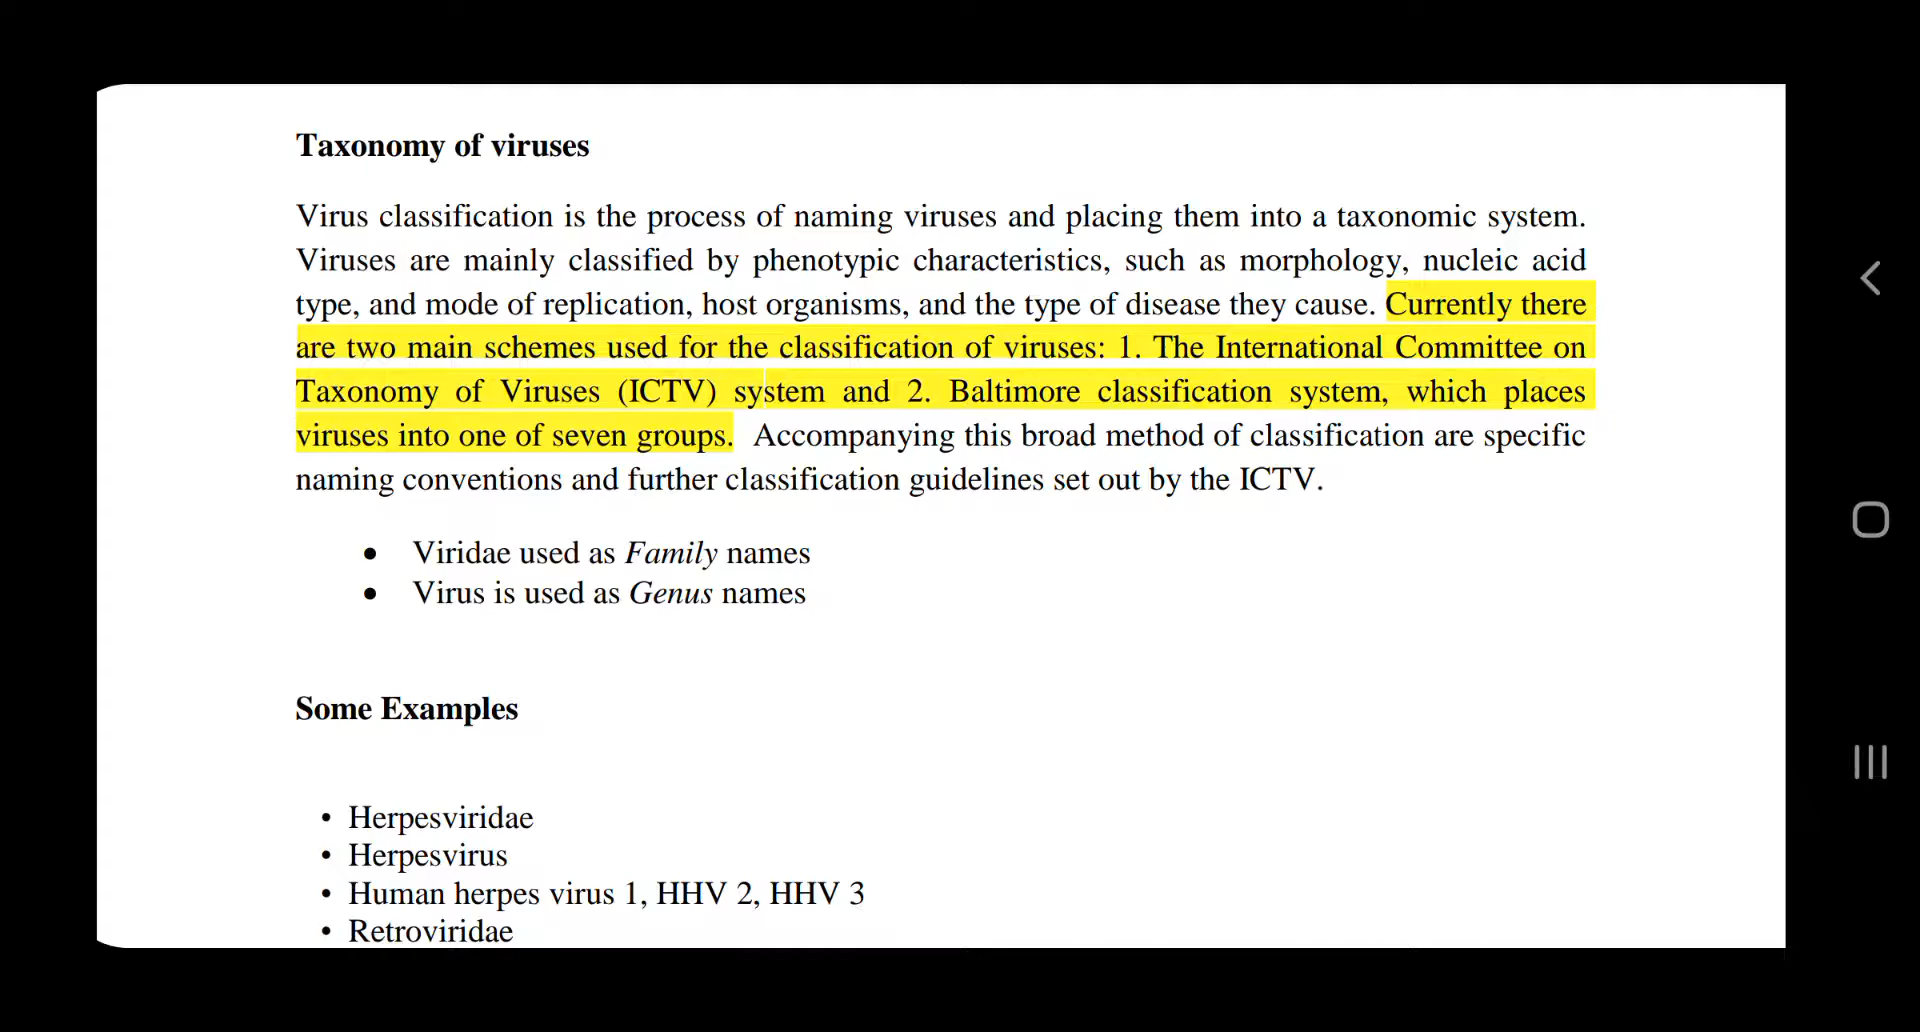 Taxonomy of viruses
Virus classification is the process of naming viruses and placing them into a taxonomic system.
Viruses are mainly classified by phenotypic characteristics, such as morphology, nucleic acid
type, and mode of replication, host organisms, and the type of disease they cause. Currently there
are two main schemes used for the classification of viruses: 1. The International Committee on
Taxonomy of Viruses (ICTV) system and 2. Baltimore classification system, which places
viruses into one of seven groups. Accompanying this broad method of classification are specific
naming conventions and further classification guidelines set out by the ICTV.
• Viridae used as Family names
• Virus is used as Genus names
Some Examples
• Herpesviridae
• Herpesvirus
• Human herpes virus 1, HHV 2, HHV 3
• Retroviridae